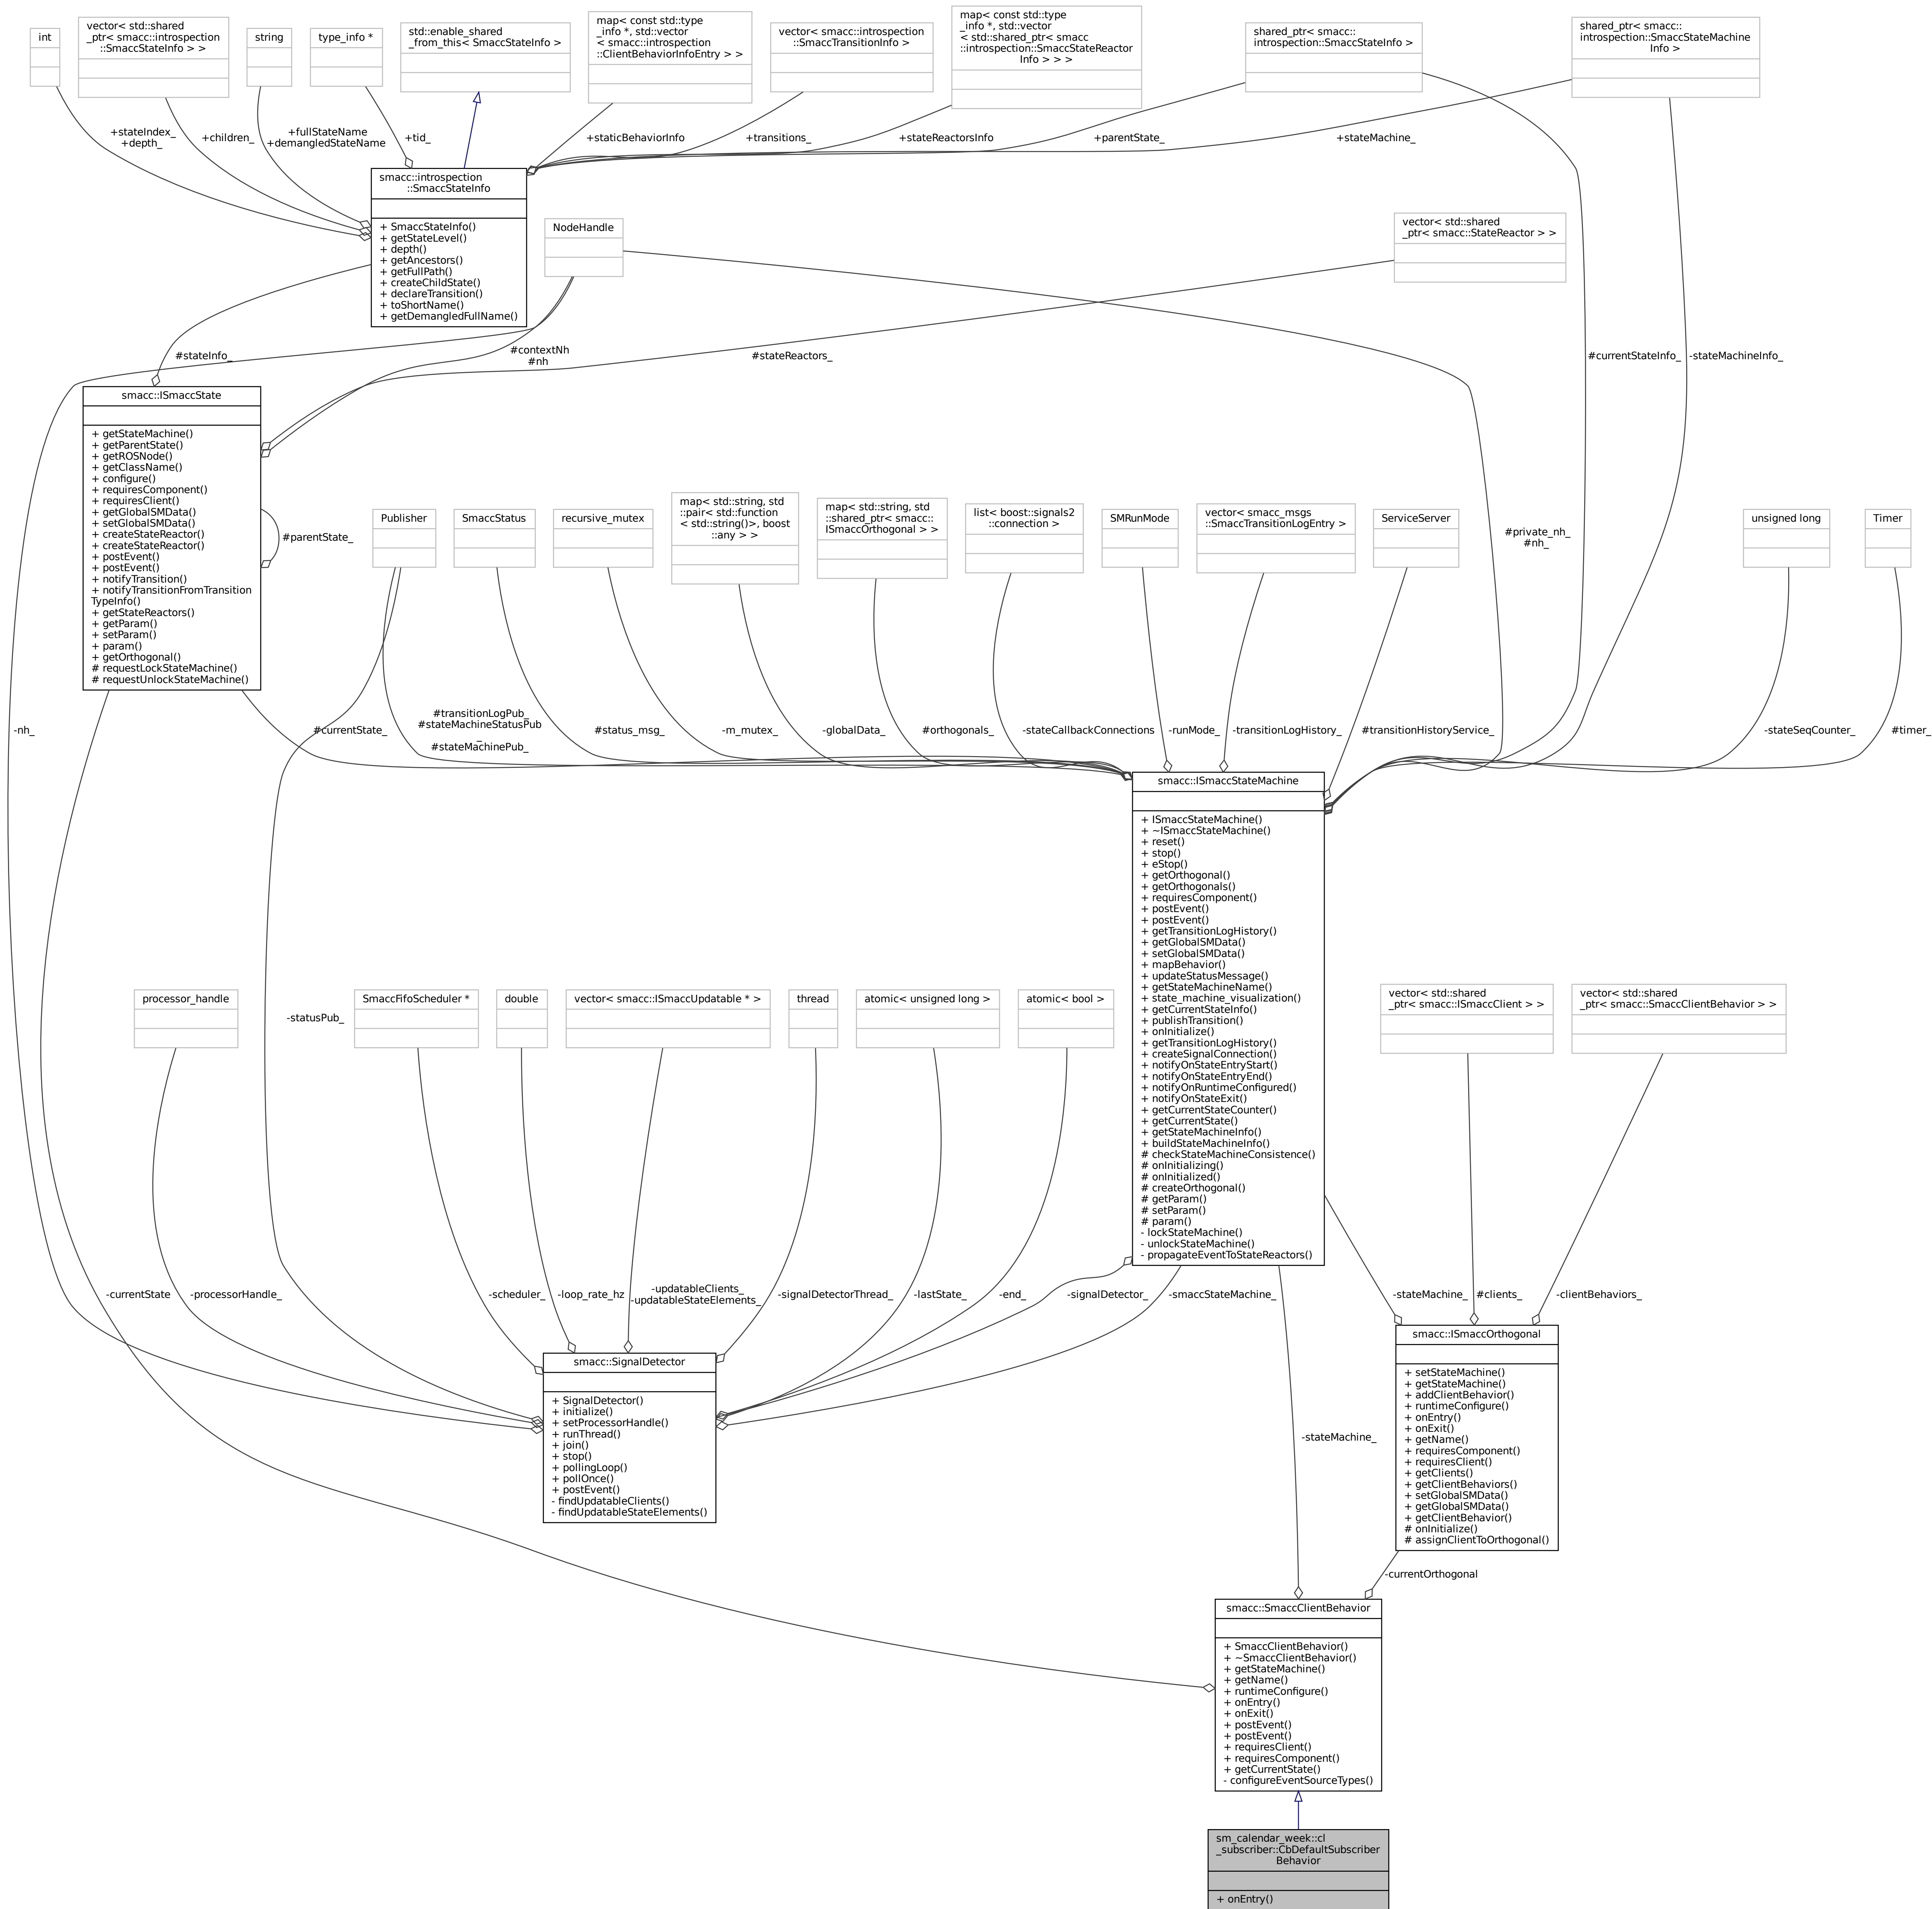 int
vector< std::shared
_ptr< smacc::introspection
::SmaccStateInfo > >
string
type_info *
std::enable_shared
_from_this< SmaccStateInfo >
map< const std::type
_info *, std::vector
< smacc::introspection
::ClientBehaviorInfoEntry > >
vector< smacc::introspection
::SmaccTransitionInfo >
map< const std::type
_info *, std::vector
< std::shared_ptr< smacc
::introspection::SmaccStateReactor
Info > > >
shared_ptr< smacc::
introspection::SmaccStateInfo >
shared_ptr< smacc::
introspection::SmaccStateMachine
Info >
+stateIndex_
+depth_
+children_
+fullStateName
+demangledStateName
+tid_
+staticBehaviorInfo
+transitions_
+stateReactorsInfo
+parentState_
+stateMachine_
smacc::introspection
::SmaccStateInfo
+ SmaccStateInfo()
+ getStateLevel()
+ depth()
+ getAncestors()
+ getFullPath()
+ createChildState()
+ declareTransition()
+ toShortName()
+ getDemangledFullName()
NodeHandle
vector< std::shared
_ptr< smacc::StateReactor > >
#stateInfo_
#contextNh
#nh
#stateReactors_
#currentStateInfo_
-stateMachineInfo_
smacc::ISmaccState
+ getStateMachine()
+ getParentState()
+ getROSNode()
+ getClassName()
+ configure()
+ requiresComponent()
+ requiresClient()
+ getGlobalSMData()
+ setGlobalSMData()
+ createStateReactor()
+ createStateReactor()
+ postEvent()
+ postEvent()
+ notifyTransition()
+ notifyTransitionFromTransition
TypeInfo()
+ getStateReactors()
+ getParam()
+ setParam()
+ param()
+ getOrthogonal()
# requestLockStateMachine()
# requestUnlockStateMachine()
#parentState_
Publisher
SmaccStatus
recursive_mutex
map< std::string, std
::pair< std::function
< std::string()>, boost
::any > >
map< std::string, std
::shared_ptr< smacc::
ISmaccOrthogonal > >
list< boost::signals2
::connection >
SMRunMode
vector< smacc_msgs
::SmaccTransitionLogEntry >
ServiceServer
#private_nh_
#nh_
unsigned long
Timer
-nh_
#currentState_
#transitionLogPub_
#stateMachineStatusPub
_
#stateMachinePub_
#status_msg_
-m_mutex_
-globalData_
#orthogonals_
-stateCallbackConnections
-runMode_
-transitionLogHistory_
#transitionHistoryService_
-stateSeqCounter_
#timer_
smacc::ISmaccStateMachine
+ ISmaccStateMachine()
+ ~ISmaccStateMachine()
+ reset()
+ stop()
+ eStop()
+ getOrthogonal()
+ getOrthogonals()
+ requiresComponent()
+ postEvent()
+ postEvent()
+ getTransitionLogHistory()
+ getGlobalSMData()
+ setGlobalSMData()
+ mapBehavior()
+ updateStatusMessage()
+ getStateMachineName()
+ state_machine_visualization()
+ getCurrentStateInfo()
+ publishTransition()
+ onInitialize()
+ getTransitionLogHistory()
+ createSignalConnection()
+ notifyOnStateEntryStart()
+ notifyOnStateEntryEnd()
+ notifyOnRuntimeConfigured()
+ notifyOnStateExit()
+ getCurrentStateCounter()
+ getCurrentState()
+ getStateMachineInfo()
+ buildStateMachineInfo()
# checkStateMachineConsistence()
# onInitializing()
# onInitialized()
# createOrthogonal()
# getParam()
# setParam()
# param()
- lockStateMachine()
- unlockStateMachine()
- propagateEventToStateReactors()
processor_handle
-statusPub_
SmaccFifoScheduler *
double
vector< smacc::ISmaccUpdatable * >
thread
atomic< unsigned long >
atomic< bool >
vector< std::shared
_ptr< smacc::ISmaccClient > >
vector< std::shared
_ptr< smacc::SmaccClientBehavior > >
-currentState
-processorHandle_
-scheduler_
-loop_rate_hz
-updatableClients_
-updatableStateElements_
-signalDetectorThread_
-lastState_
-end_
-signalDetector_
-smaccStateMachine_
-stateMachine_
#clients_
-clientBehaviors_
smacc::SignalDetector
+ SignalDetector()
+ initialize()
+ setProcessorHandle()
+ runThread()
+ join()
+ stop()
+ pollingLoop()
+ pollOnce()
+ postEvent()
- findUpdatableClients()
- findUpdatableStateElements()
smacc::ISmaccOrthogonal
+ setStateMachine()
+ getStateMachine()
+ addClientBehavior()
+ runtimeConfigure()
+ onEntry()
+ onExit()
+ getName()
+ requiresComponent()
+ requiresClient()
+ getClients()
+ getClientBehaviors()
+ setGlobalSMData()
+ getGlobalSMData()
+ getClientBehavior()
# onInitialize()
# assignClientToOrthogonal()
-stateMachine_
-currentOrthogonal
smacc::SmaccClientBehavior
+ SmaccClientBehavior()
+ ~SmaccClientBehavior()
+ getStateMachine()
+ getName()
+ runtimeConfigure()
+ onEntry()
+ onExit()
+ postEvent()
+ postEvent()
+ requiresClient()
+ requiresComponent()
+ getCurrentState()
- configureEventSourceTypes()
sm_calendar_week::cl
_subscriber::CbDefaultSubscriber
Behavior
+ onEntry()